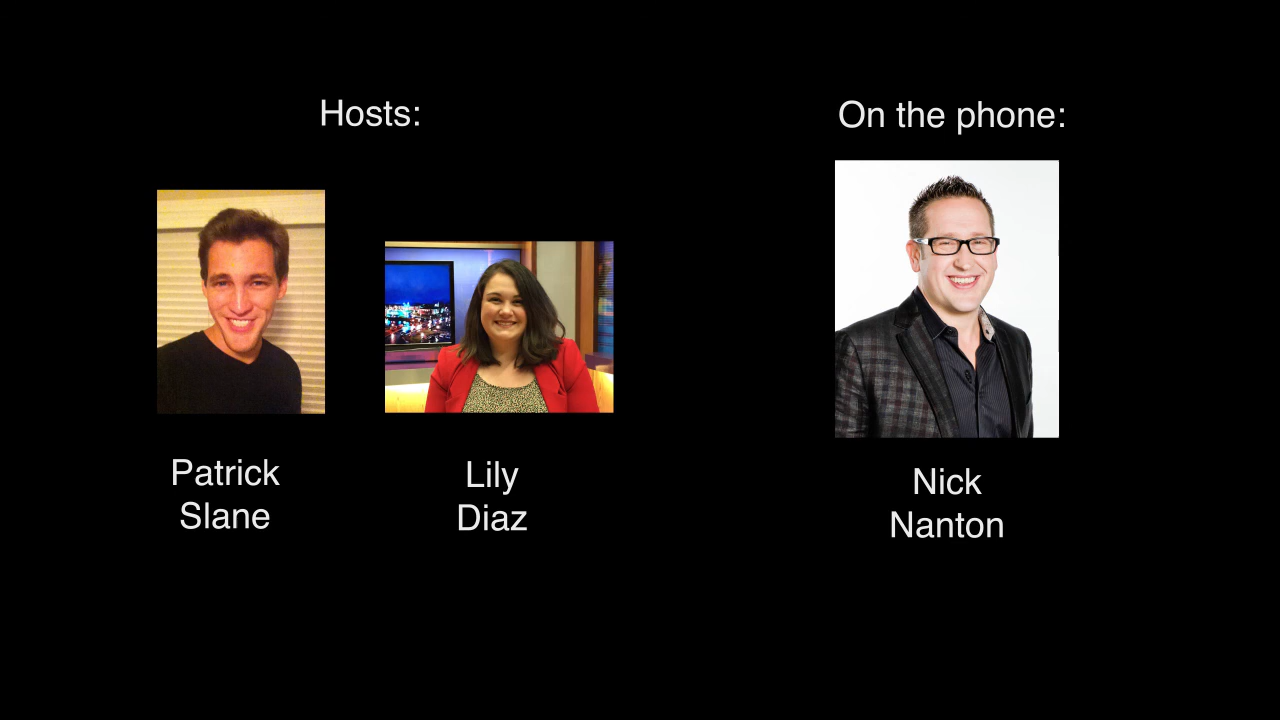 Hosts:
On the phone:
Patrick
Slane
Lily
Diaz
Nick
Nanton